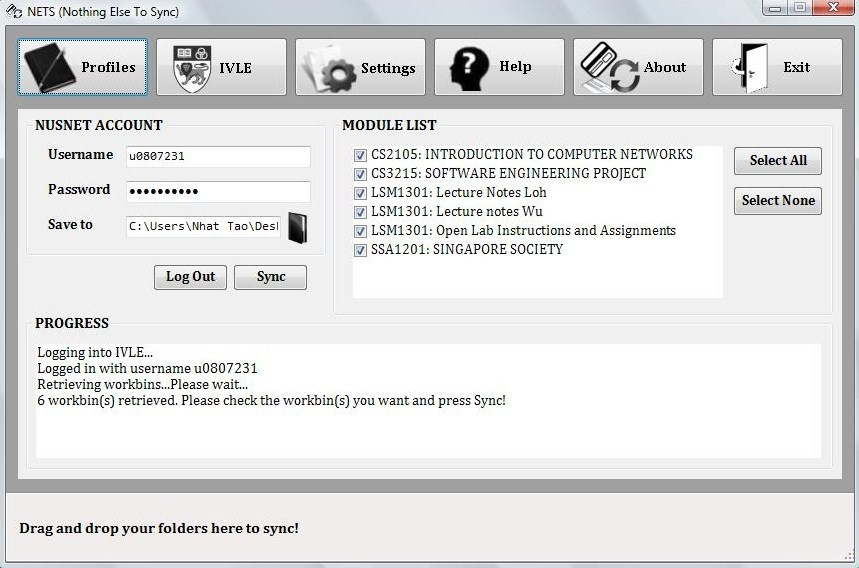 NETS (Nothing Else To Sync)
Profiles
IVLE
Settings
Help
About
Exit
NUSNET ACCOUNT
Username
u0807231
Password
••••••••••
Save to
C:\Users\Nhat Tao\Desl
Log Out
Sync
MODULE LIST
CS2105: INTRODUCTION TO COMPUTER NETWORKS
CS3215: SOFTWARE ENGINEERING PROJECT
LSM1301: Lecture Notes Loh
LSM1301: Lecture notes Wu
LSM1301: Open Lab Instructions and Assignments
SSA1201: SINGAPORE SOCIETY
Select All
Select None
PROGRESS
Logging into IVLE...
Logged in with username u0807231
Retrieving workbins...Please wait...
6 workbin(s) retrieved. Please check the workbin(s) you want and press Sync!
Drag and drop your folders here to sync!